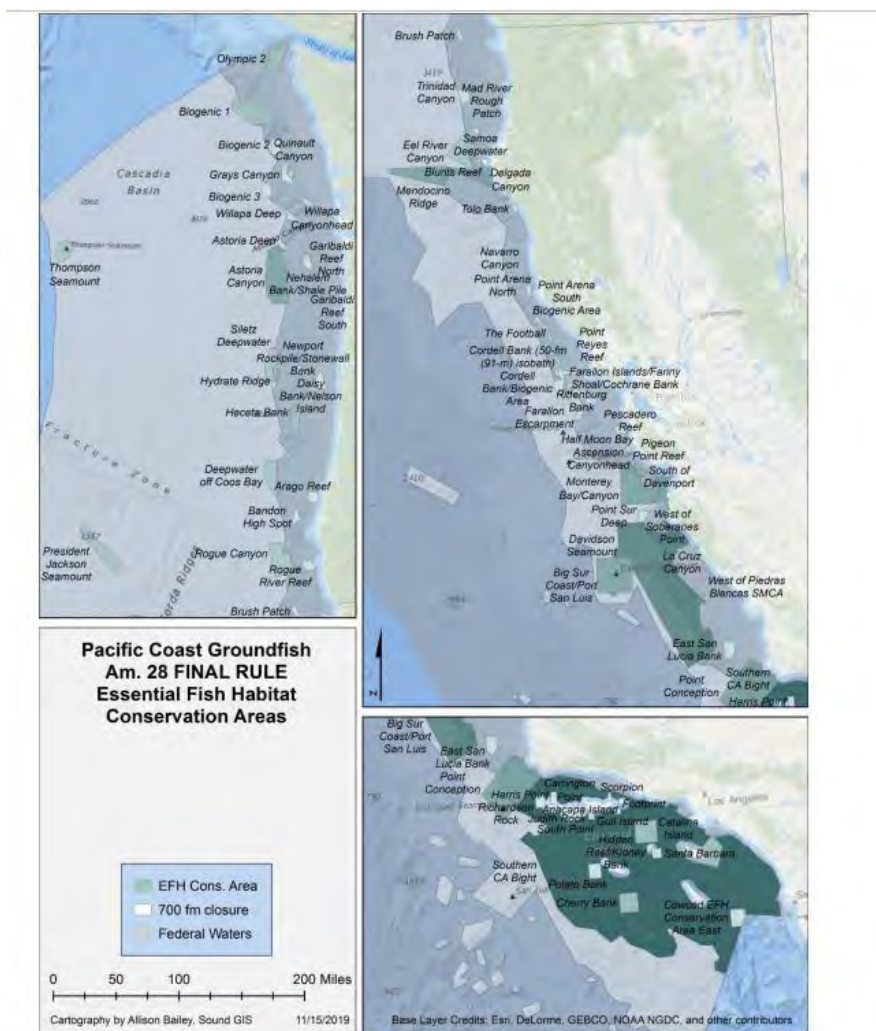 Olympic 2
Biogenic 1
Biogenic 2
Quinault
Canyon
Grays Canyon
Cascadia
Basin
Biogenic 3
Willapa Deep
Willapa
Canyonhead
Astoria Deep
Garibaldi
Reef
North
Thompson Seamount
Thompson
Seamount
Astoria
Canyon
Nehalem
Bank/Shale Pile
Garibaldi
Reef
South
Siletz
Deepwater
Newport
Rockpile/Stonewall
Bank
Hydrate Ridge
Daisy
Bank/Nelson
Island
Heceta Bank
Fracture Zone
Deepwater
off Coos Bay
Arago Reef
Bandon
High Spot
President
Jackson
Seamount
Rogue Canyon
Rogue
River Reef
Brush Patch
Brush Patch
Trinidad
Canyon
Mad River
Rough
Patch
Samoa
Deepwater
Eel River
Canyon
Blunts Reef
Delgada
Canyon
Mendocino
Ridge
Tolo Bank
Navarro
Canyon
Point Arena
North
Point Arena
South
Biogenic Area
The Football
Point
Reyes
Reef
Cordell Bank (50-fm
(91-m) isobath)
Cordell
Bank/Biogenic
Area
Farallon Islands/Fanny
Shoal/Cochrane Bank
Rittenburg
Bank
Farallon
Escarpment
Pescadero
Reef
Half Moon Bay
Pigeon
Point Reef
Ascension
Canyonhead
South of
Davenport
Monterey
Bay/Canyon
Point Sur
Deep
West of
Soberanes
Point
Davidson
Seamount
La Cruz
Canyon
Big Sur
Coast/Port
San Luis
West of Piedras
Blancas SMCA
East San
Lucia Bank
Point
Conception
Southern
CA Bight
Harris Point
N
Pacific Coast Groundfish
Am. 28 FINAL RULE
Essential Fish Habitat
Conservation Areas
EFH Cons. Area
700 fm closure
Federal Waters
0 50 100 200 Miles
Cartography by Allison Bailey, Sound GIS 11/15/2019
Big Sur
Coast/Port
San Luis
East San
Lucia Bank
Point
Conception
Carrington
Point
Scorpion
Harris Point
Footprint
Los Angeles
Richardson
Rock
Anacapa Island
Judith Rock
South Point
Gull Island
Catalina
Island
Hidden
Reef/Kidney
Bank
Santa Barbara
Southern
CA Bight
Potato Bank
Cherry Bank
Cowcod EFH
Conservation
Area East
Base Layer Credits: Esri, DeLorme, GEBCO, NOAA NGDC, and other contributors